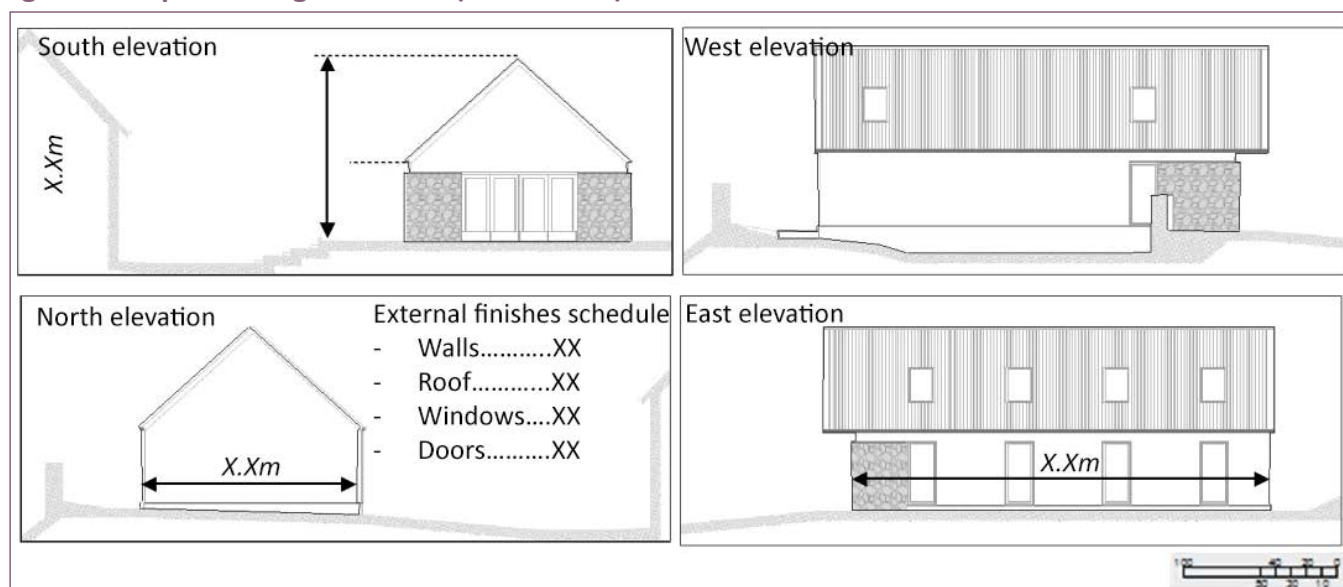 South elevation
X.Xm
West elevation
North elevation
X.Xm
External finishes schedule
- Walls...........XX
- Roof............XX
- Windows....XX
- Doors..........XX
East elevation
X.Xm